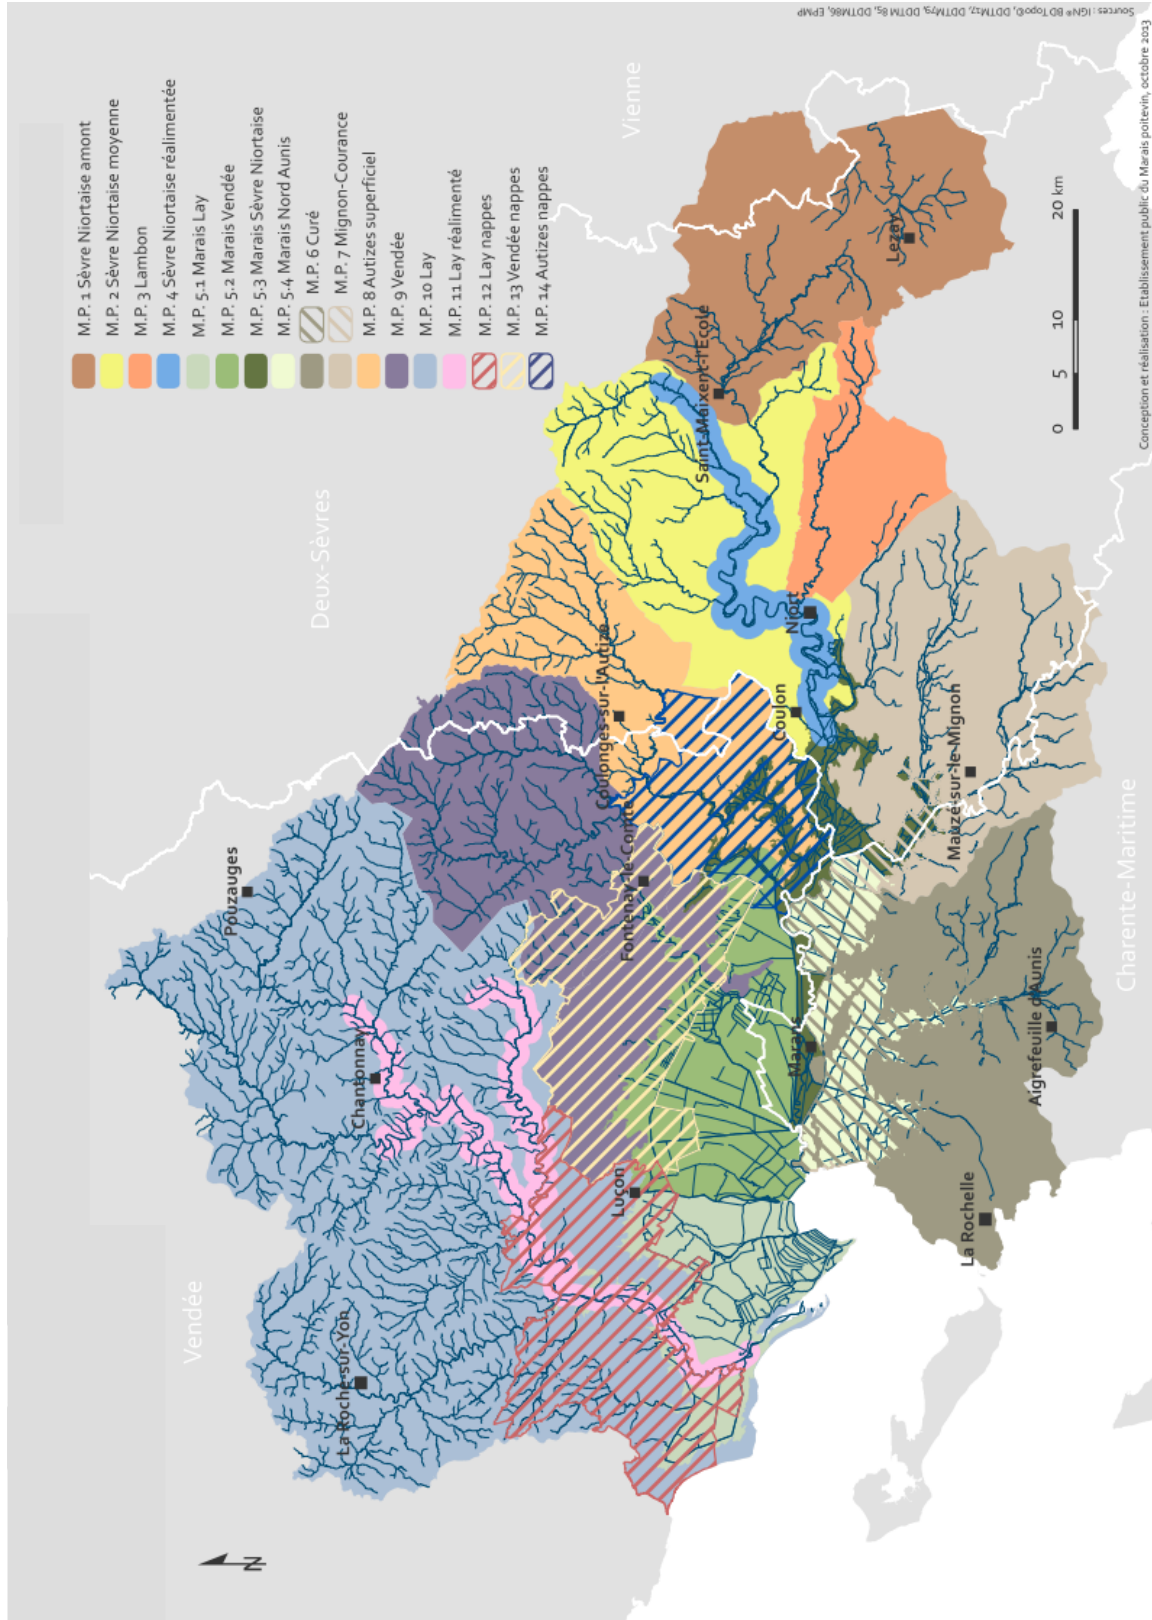 M.P. 1 Sèvre Niortaise amont
M.P. 2 Sèvre Niortaise moyenne
M.P. 3 Lambon
M.P. 4 Sèvre Niortaise réalimentée
M.P. 5.1 Marais Lay
M.P. 5.2 Marais Vendée
M.P. 5.3 Marais Sèvre Niortaise
M.P. 5.4 Marais Nord Aunis
M.P. 6 Curé
M.P. 7 Mignon-Courance
M.P. 8 Autizes superficiel
M.P. 9 Vendée
M.P. 10 Lay
M.P. 11 Lay réalimenté
M.P. 12 Lay nappes
M.P. 13 Vendée nappes
M.P. 14 Autizes nappes
N
Vendée
Deux-Sèvres
Vienne
Charente-Maritime
Pouzauges
La Roche-sur-Yon
Chantonnay
Coulonges-sur-l'Autize
Fontenay-le-Comte
Luçon
Saint-Maixent-l'École
Niort
Coulon
Marans
Lezay
Mauzé-sur-le-Mignon
La Rochelle
Aigrefeuille d'Aunis
0 5 10 20 km
Conception et réalisation : Etablissement public du Marais poitevin, octobre 2013
Sources : IGN® BD Topo©, DDTM17, DDTM79, DDTM 85, DDTM86, EPMP